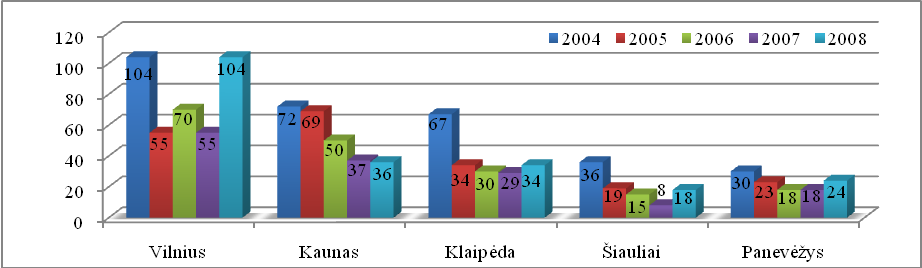 120
2004 2005 2006 2007 2008
100
104 55 70 55 104
80
72 69 50 37 36
60
67 34 30 29 34
40
36 19 15 8 18
20
30 23 18 18 24
0
Vilnius Kaunas Klaipėda Šiauliai Panevėžys